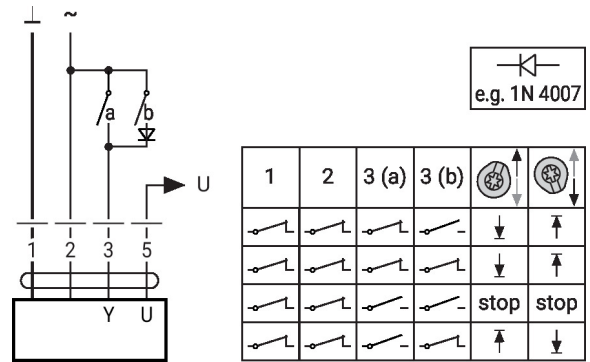 ⊥ ~
a b
U
1 2 3 5
Y U
e.g. 1N 4007
1 2 3 (a) 3 (b)
stop stop